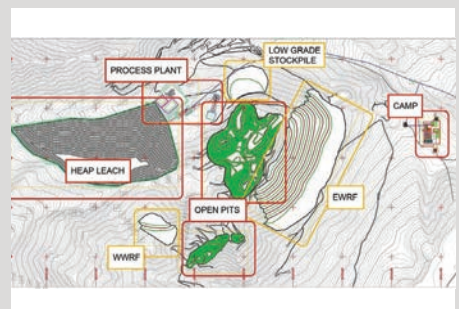 LOW GRADE
STOCKPILE
PROCESS PLANT
CAMP
HEAP LEACH
EWRF
OPEN PITS
WWRF